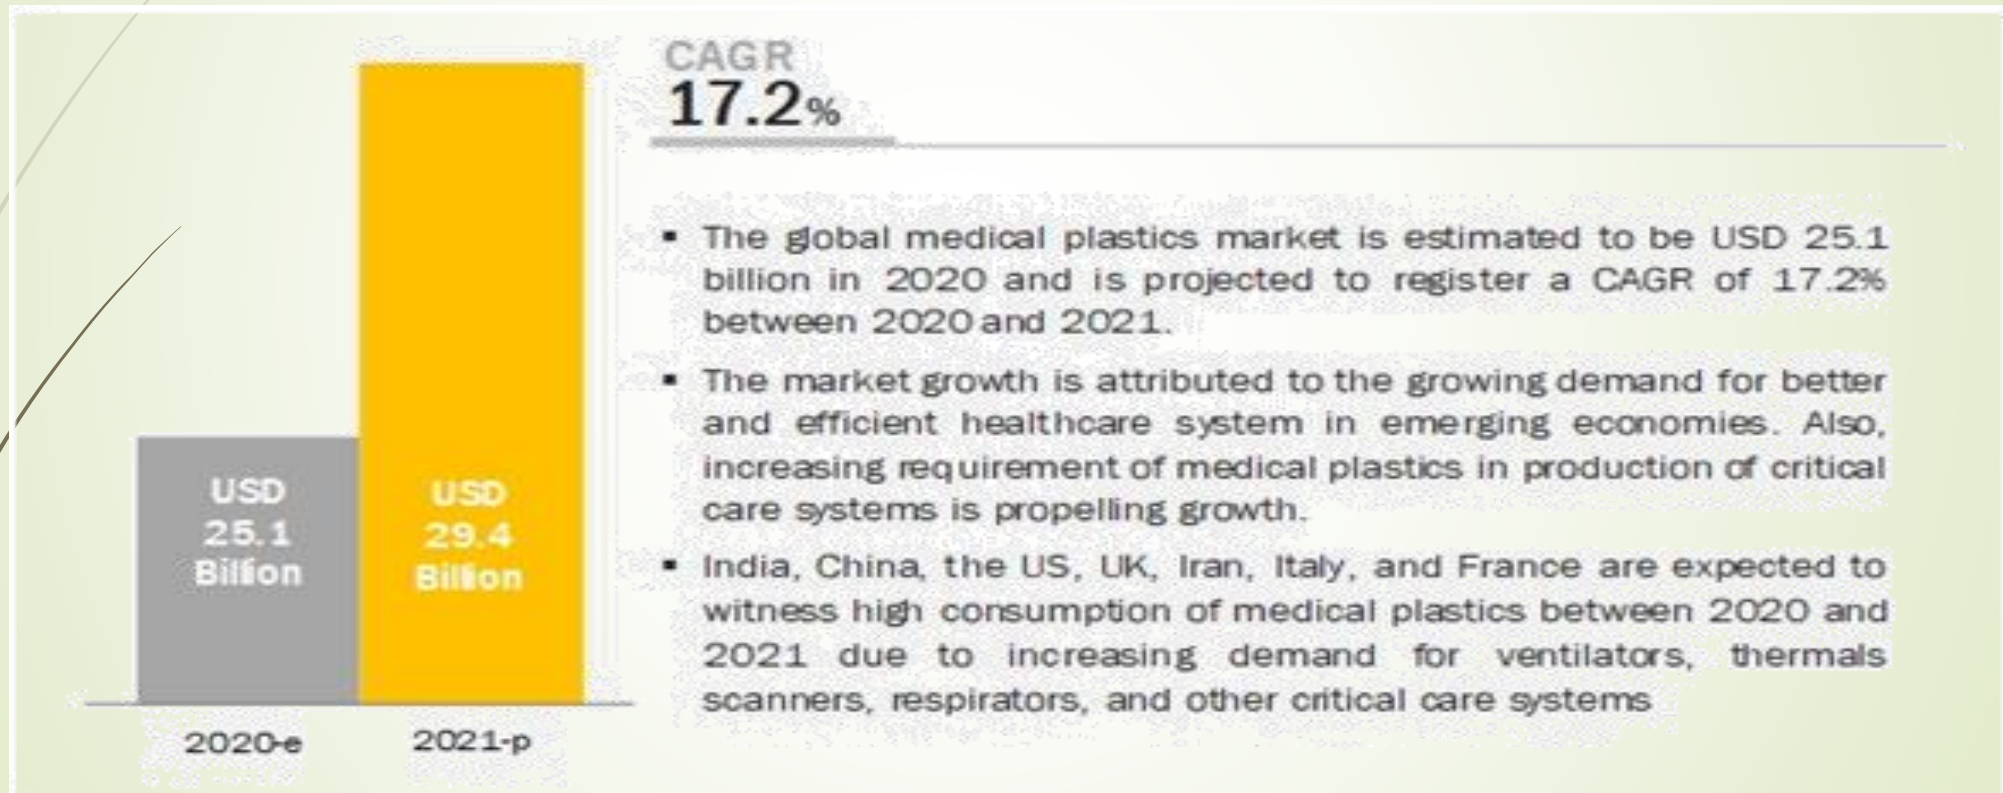 CAGR
17.2%
▪ The global medical plastics market is estimated to be USD 25.1
billion in 2020 and is projected to register a CAGR of 17.2%
between 2020 and 2021.
▪ The market growth is attributed to the growing demand for better
and efficient healthcare system in emerging economies. Also,
increasing requirement of medical plastics in production of critical
care systems is propelling growth.
▪ India, China, the US, UK, Iran, Italy, and France are expected to
witness high consumption of medical plastics between 2020 and
2021 due to increasing demand for ventilators, thermals
scanners, respirators, and other critical care systems
USD
25.1
Billion
USD
29.4
Billion
2020-e
2021-p